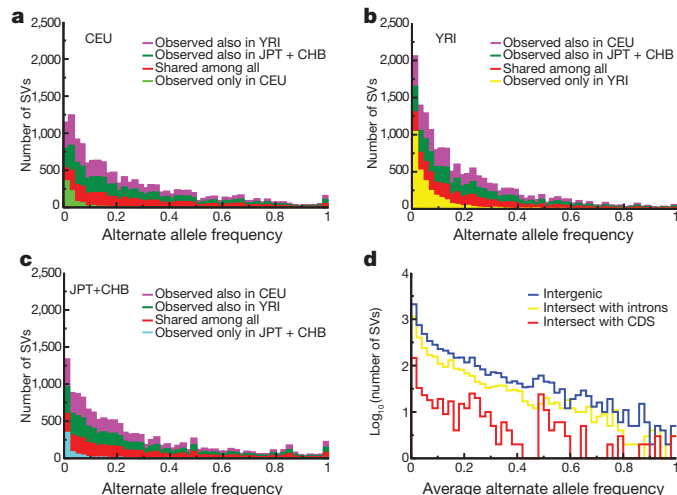 a
CEU
Observed also in YRI
Observed also in JPT + CHB
Shared among all
Observed only in CEU
Number of SVs
2,500
2,000
1,500
1,000
500
0
0 0.2 0.4 0.6 0.8 1
Alternate allele frequency
b
YRI
Observed also in CEU
Observed also in JPT + CHB
Shared among all
Observed only in YRI
Number of SVs
2,500
2,000
1,500
1,000
500
0
0 0.2 0.4 0.6 0.8 1
Alternate allele frequency
c
JPT+CHB
Observed also in CEU
Observed also in YRI
Shared among all
Observed only in JPT + CHB
Number of SVs
2,500
2,000
1,500
1,000
500
0
0 0.2 0.4 0.6 0.8 1
Alternate allele frequency
d
Intergenic
Intersect with introns
Intersect with CDS
Log10 (number of SVs)
4
3
2
1
0
0 0.2 0.4 0.6 0.8 1
Average alternate allele frequency